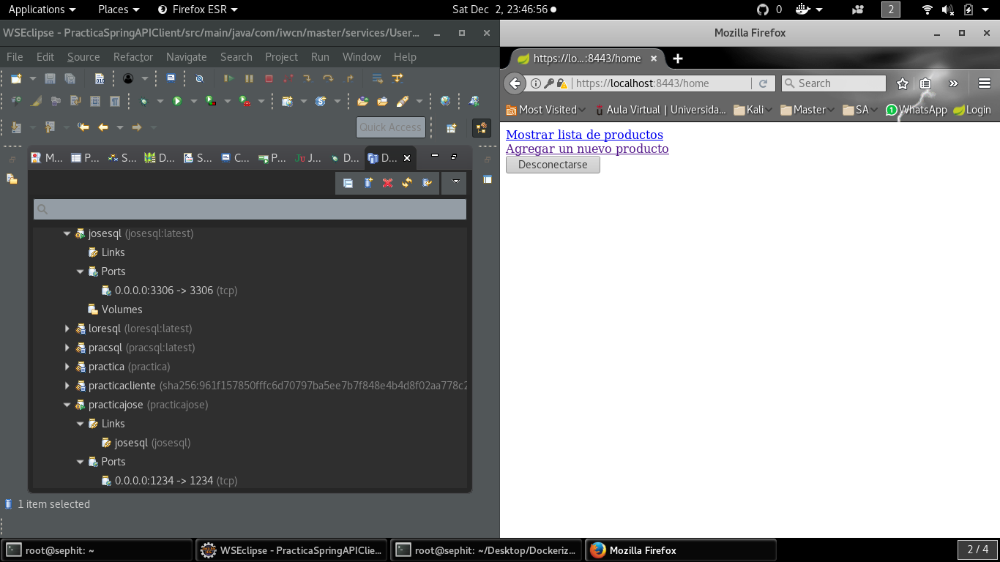 Applications Places Firefox ESR Sat Dec 2, 23:46:56 0 2
WSEclipse - PracticaSpringAPIClient/src/main/java/com/iwcn/master/services/User...
File Edit Source Refactor Navigate Search Project Run Window Help
Quick Access
M... P... S... D... S... C... P... J... D... D...
josesql (josesql:latest)
Links
Ports
0.0.0.0:3306 -> 3306 (tcp)
Volumes
loresql (loresql:latest)
pracsql (pracsql:latest)
practica (practica)
practicacliente (sha256:961f157850fffc6d70797ba5ee7b7f848e4b4d8f02aa778c2
practicajose (practicajose)
Links
josesql (josesql)
Ports
0.0.0.0:1234 -> 1234 (tcp)
1 item selected
Mozilla Firefox
https://lo...:8443/home
https://localhost:8443/home Search
Most Visited Aula Virtual | Universida... Kali Master SA WhatsApp Login
Mostrar lista de productos
Agregar un nuevo producto
Desconectarse
root@sephit: ~ WSEclipse - PracticaSpringAPIClie... root@sephit: ~/Desktop/Dockeriz... Mozilla Firefox 2 / 4